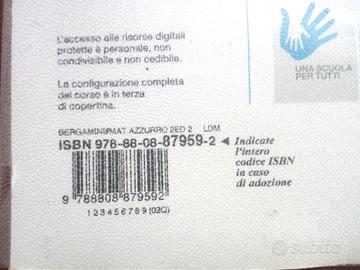 L'accesso alle risorse digitali
protette è personale, non
condivisibile e non cedibile.
La configurazione completa
del corso è in terza
di copertina.
UNA SCUOLA
PER TUTTI
BERGAMINI/MAT.AZZURRO 2ED 2 LDM
ISBN 978-88-08-87959-2
Indicate
l'intero
codice ISBN
in caso
di adozione
9 788808 879592
123456789(02Q)
subito